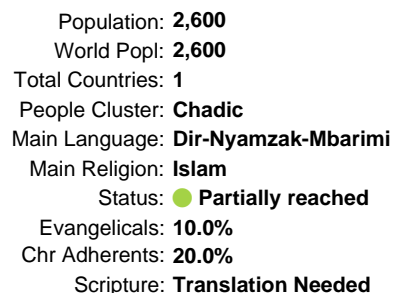 Population: 2,600
World Popl: 2,600
Total Countries: 1
People Cluster: Chadic
Main Language: Dir-Nyamzak-Mbarimi
Main Religion: Islam
Status: Partially reached
Evangelicals: 10.0%
Chr Adherents: 20.0%
Scripture: Translation Needed